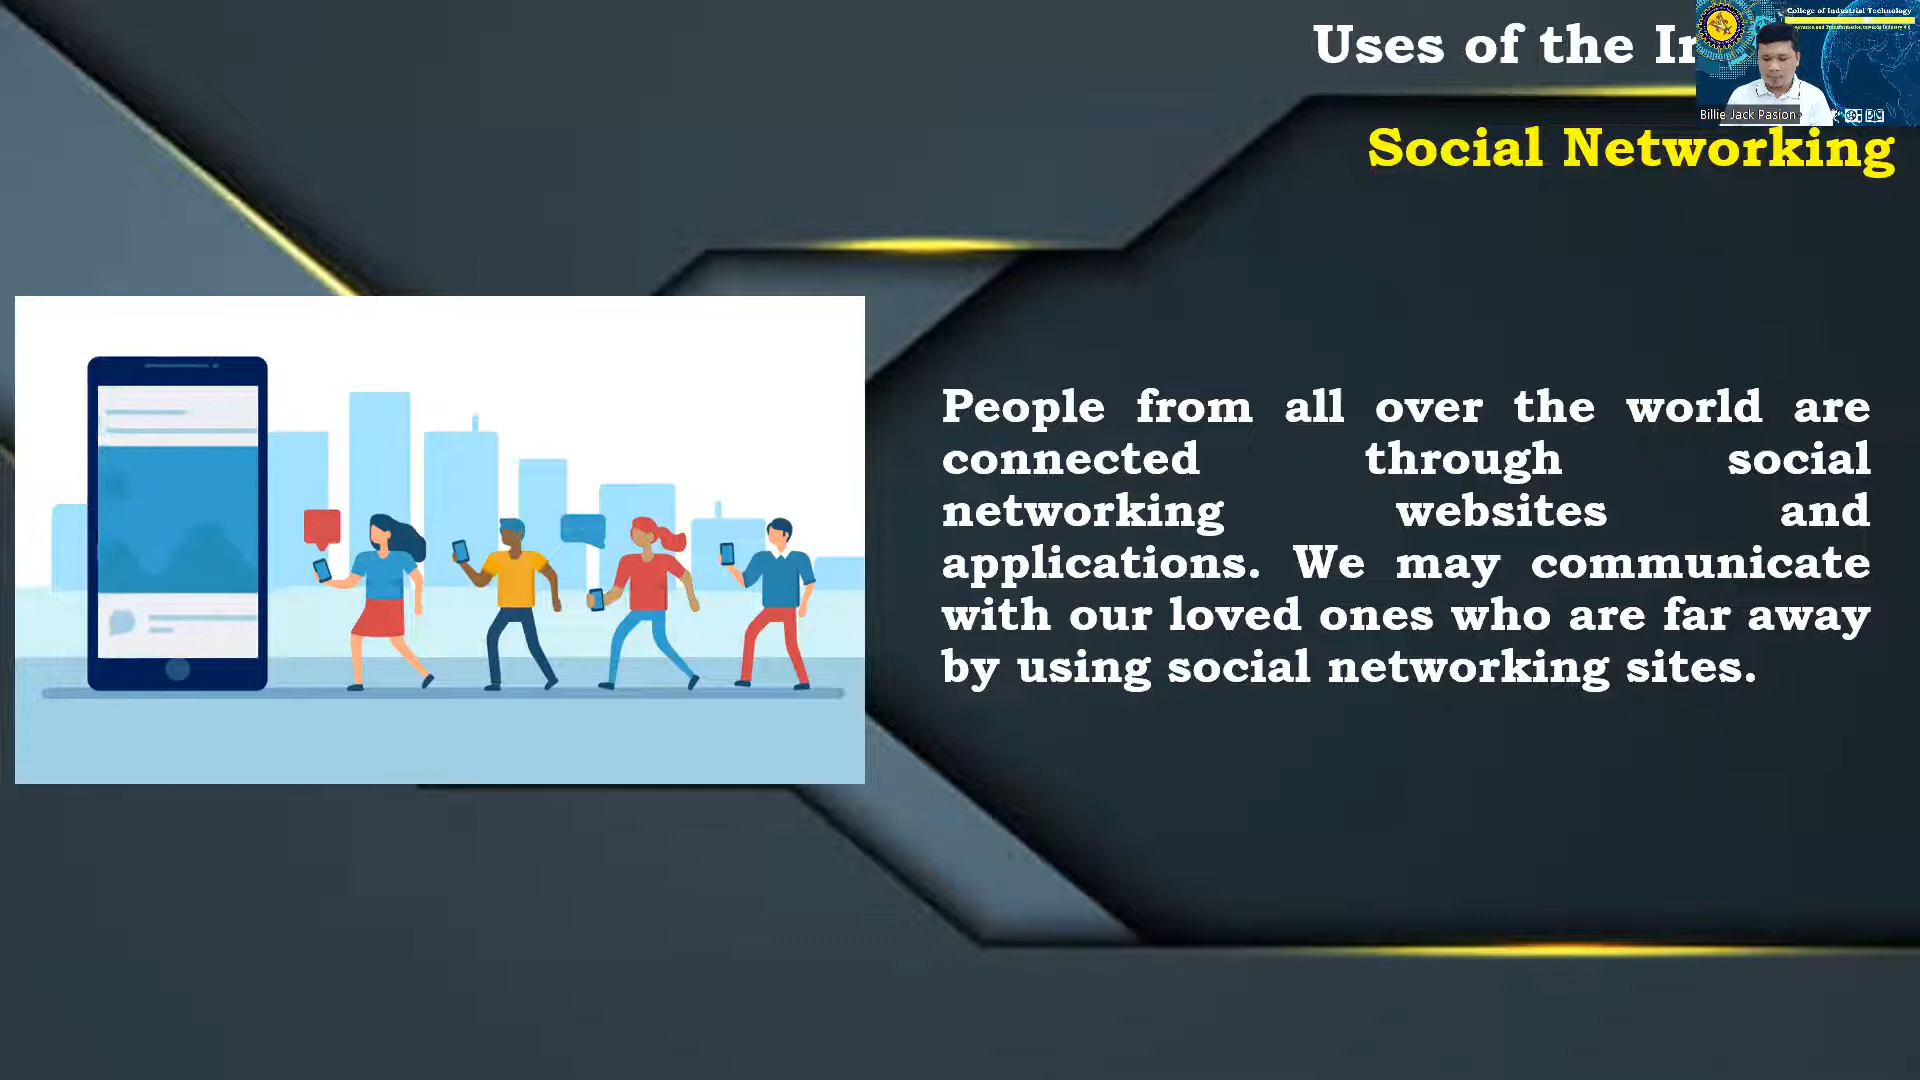 Uses of the In
College of Industrial Technology
Billie Jack Pasion
Social Networking
People from all over the world are
connected through social
networking websites and
applications. We may communicate
with our loved ones who are far away
by using social networking sites.